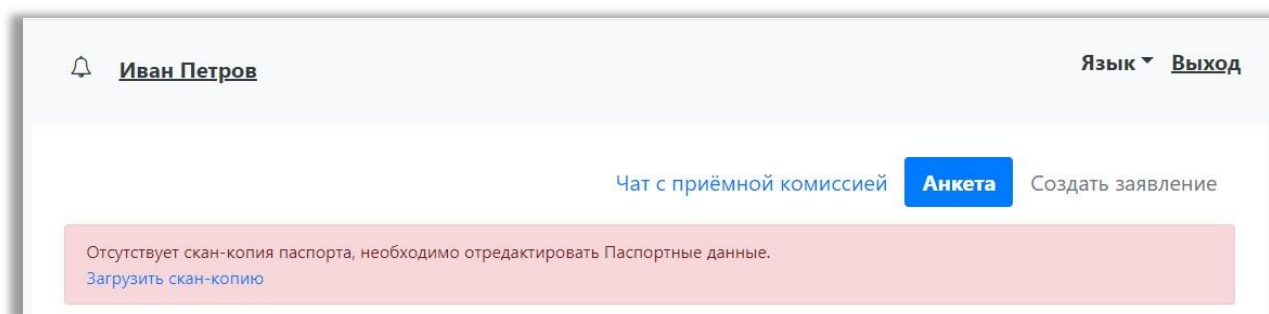 Иван Петров
Язык Выход
Чат с приёмной комиссией Анкета Создать заявление
Отсутствует скан-копия паспорта, необходимо отредактировать Паспортные данные.
Загрузить скан-копию